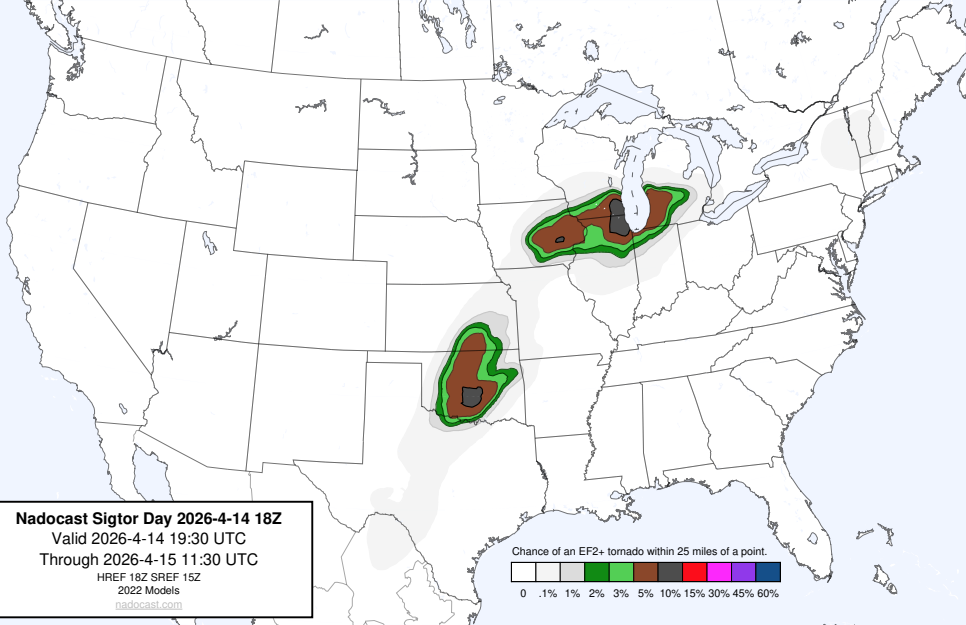 Nadocast Sigtor Day 2026-4-14 18Z
Valid 2026-4-14 19:30 UTC
Through 2026-4-15 11:30 UTC
HREF 18Z SREF 15Z
2022 Models
nadocast.com
Chance of an EF2+ tornado within 25 miles of a point.
0 .1% 1% 2% 3% 5% 10% 15% 30% 45% 60%